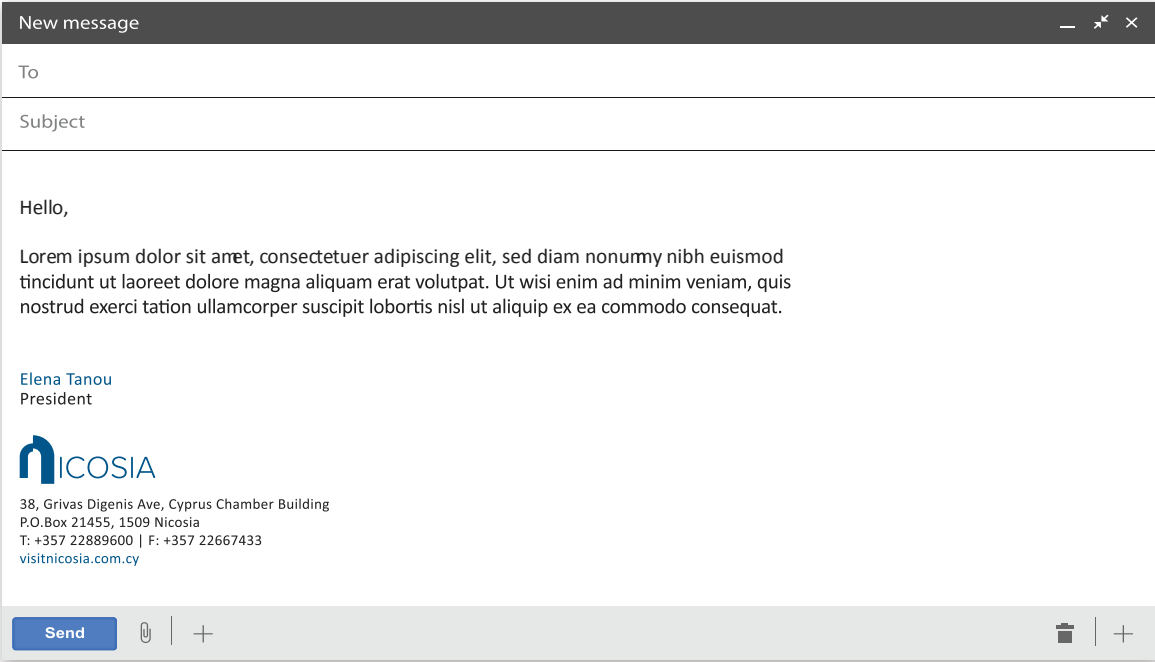 New message
To
Subject
Hello,
Lorem ipsum dolor sit amet, consectetuer adipiscing elit, sed diam nonummy nibh euismod
tincidunt ut laoreet dolore magna aliquam erat volutpat. Ut wisi enim ad minim veniam, quis
nostrud exerci tation ullamcorper suscipit lobortis nisl ut aliquip ex ea commodo consequat.
Elena Tanou
President
NICOSIA
38, Grivas Digenis Ave, Cyprus Chamber Building
P.O.Box 21455, 1509 Nicosia
T: +357 22889600 | F: +357 22667433
visitnicosia.com.cy
Send